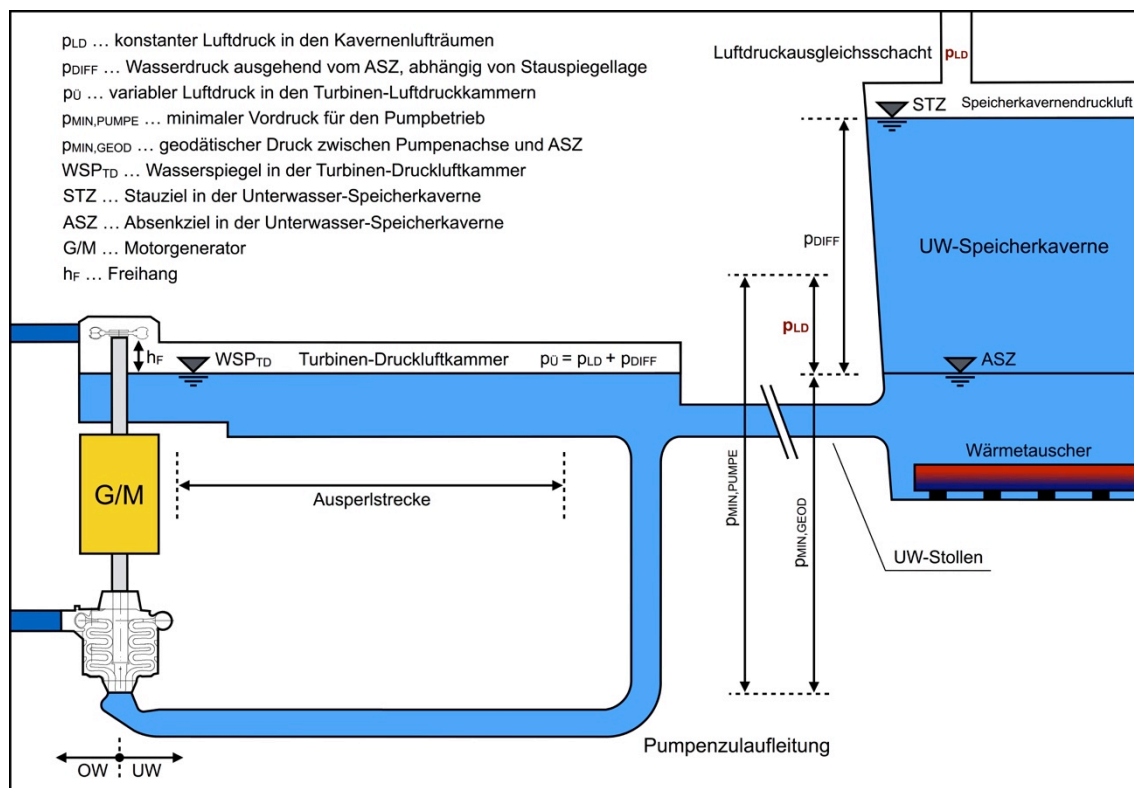 pLD … konstanter Luftdruck in den Kavernenlufträumen
pDIFF … Wasserdruck ausgehend vom ASZ, abhängig von Stauspiegellage
pÜ … variabler Luftdruck in den Turbinen-Luftdruckkammern
pMIN,PUMPE … minimaler Vordruck für den Pumpbetrieb
pMIN,GEOD … geodätischer Druck zwischen Pumpenachse und ASZ
WSPTD … Wasserspiegel in der Turbinen-Druckluftkammer
STZ … Stauziel in der Unterwasser-Speicherkaverne
ASZ … Absenkziel in der Unterwasser-Speicherkaverne
G/M … Motorgenerator
hF … Freihang
Luftdruckausgleichsschacht
pLD
STZ
Speicherkavernendruckluft
pDIFF
UW-Speicherkaverne
pLD
hF
WSPTD
Turbinen-Druckluftkammer
pÜ = pLD + pDIFF
ASZ
Wärmetauscher
G/M
Ausperlstrecke
pMIN,PUMPE
pMIN,GEOD
UW-Stollen
Pumpenzulaufleitung
OW
UW